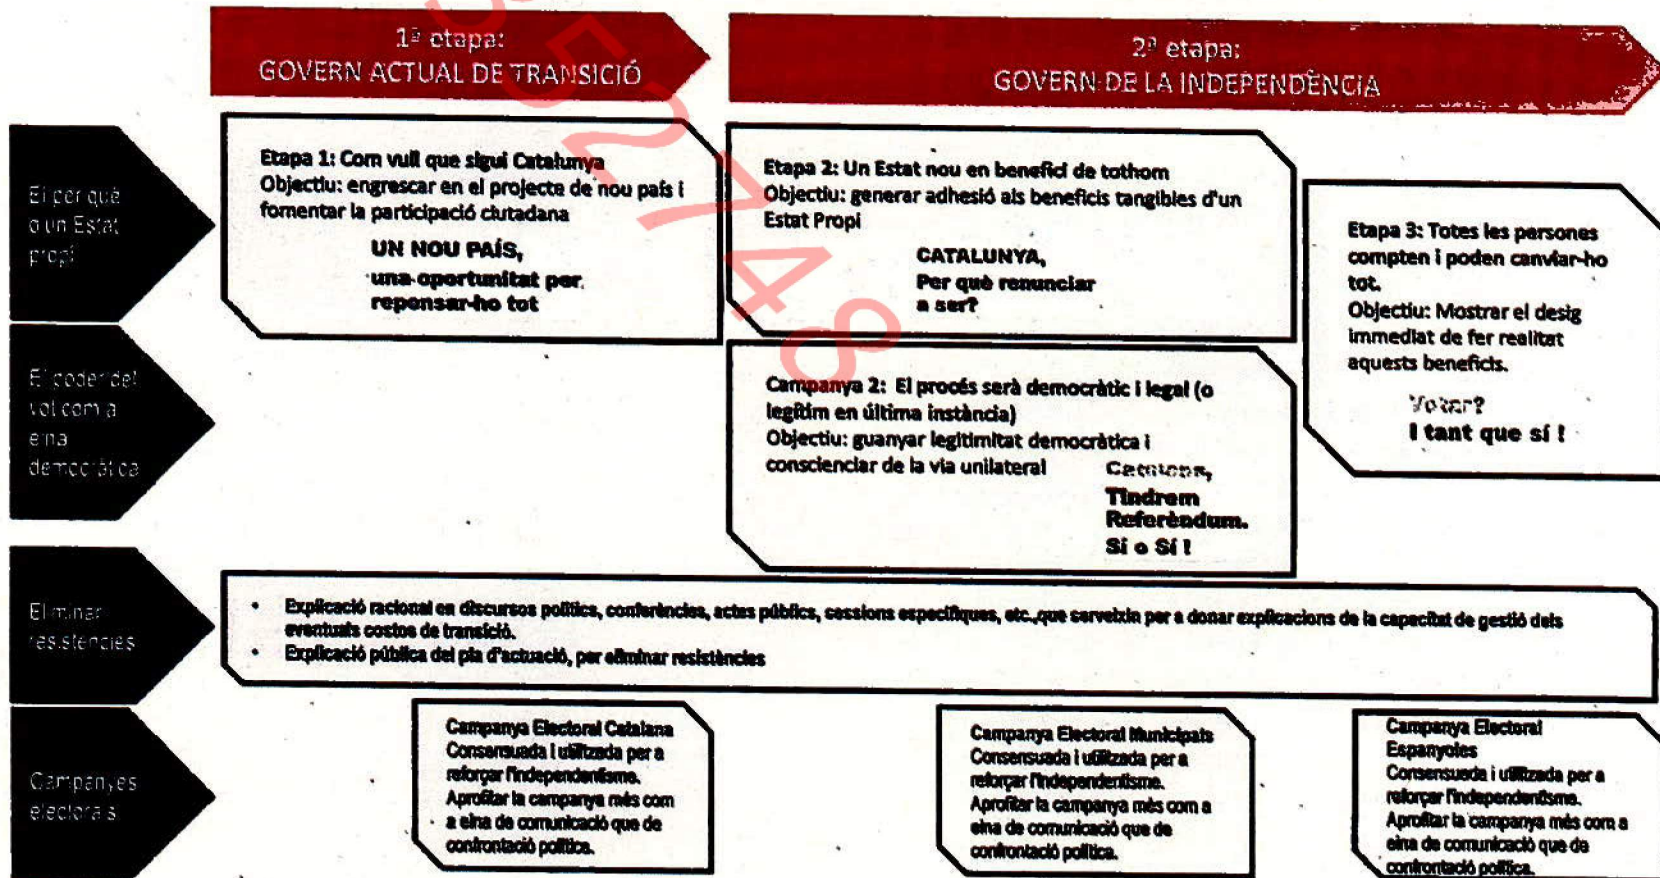 1ª etapa:
GOVERN ACTUAL DE TRANSICIÓ
2ª etapa:
GOVERN DE LA INDEPENDÈNCIA
El per què
d'un Estat
propi
Etapa 1: Com vull que sigui Catalunya
Objectiu: engrescar en el projecte de nou país i
fomentar la participació ciutadana
UN NOU PAÍS,
una oportunitat per
repensar-ho tot
Etapa 2: Un Estat nou en benefici de tothom
Objectiu: generar adhesió als beneficis tangibles d'un
Estat Propi
CATALUNYA,
Per què renunciar
a ser?
Etapa 3: Totes les persones
compten i poden canviar-ho
tot.
Objectiu: Mostrar el desig
immediat de fer realitat
aquests beneficis.
Votar?
I tant que sí !
El poder del
vot com a
eina
democràtica
Campanya 2: El procés serà democràtic i legal (o
legítim en última instància)
Objectiu: guanyar legitimitat democràtica i
conscienciar de la via unilateral
Catalans,
Tindrem
Referèndum.
Sí o Sí !
Eliminar
resistències
• Explicació racional en discursos polítics, conferències, actes públics, sessions específiques, etc.,que serveixin per a donar explicacions de la capacitat de gestió dels
eventuals costos de transició.
• Explicació pública del pla d'actuació, per eliminar resistències
Campanyes
electorals
Campanya Electoral Catalana
Consensuada i utilitzada per a
reforçar l'independentisme.
Aprofitar la campanya més com
a eina de comunicació que de
confrontació política.
Campanya Electoral Municipals
Consensuada i utilitzada per a
reforçar l'independentisme.
Aprofitar la campanya més com a
eina de comunicació que de
confrontació política.
Campanya Electoral
Espanyoles
Consensuada i utilitzada per a
reforçar l'independentisme.
Aprofitar la campanya més com a
eina de comunicació que de
confrontació política.
52748